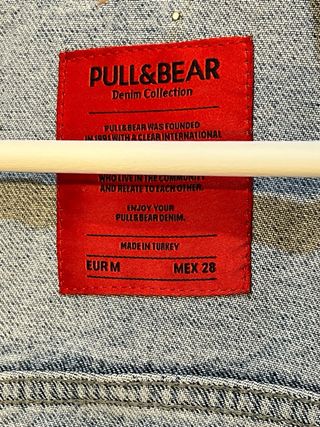 PULL&BEAR
Denim Collection
PULL&BEAR WAS FOUNDED
IN 1991 WITH A CLEAR INTERNATIONAL
WHO LIVE IN THE COMMUNITY
AND RELATE TO EACH OTHER.
ENJOY YOUR
PULL&BEAR DENIM.
MADE IN TURKEY
EUR M MEX 28